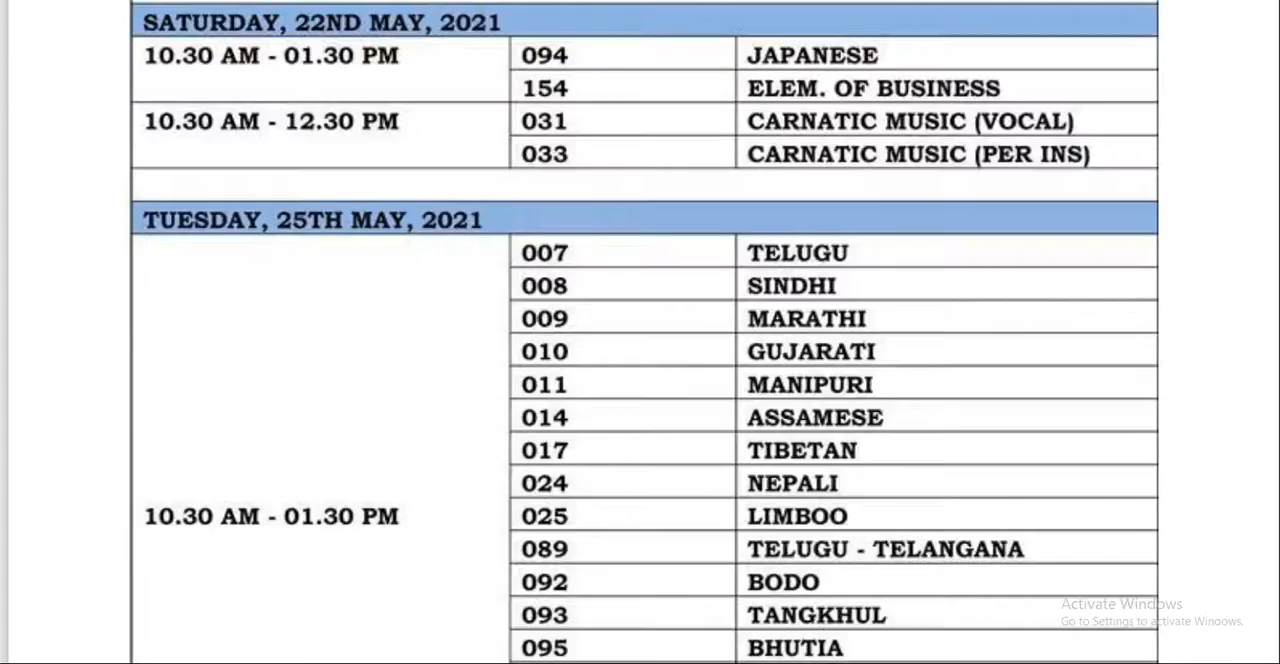 SATURDAY, 22ND MAY, 2021
10.30 AM - 01.30 PM 094 JAPANESE
154 ELEM. OF BUSINESS
10.30 AM - 12.30 PM 031 CARNATIC MUSIC (VOCAL)
033 CARNATIC MUSIC (PER INS)
TUESDAY, 25TH MAY, 2021
007 TELUGU
008 SINDHI
009 MARATHI
010 GUJARATI
011 MANIPURI
014 ASSAMESE
017 TIBETAN
024 NEPALI
10.30 AM - 01.30 PM 025 LIMBOO
089 TELUGU - TELANGANA
092 BODO
093 TANGKHUL
095 BHUTIA
Activate Windows
Go to Settings to activate Windows.